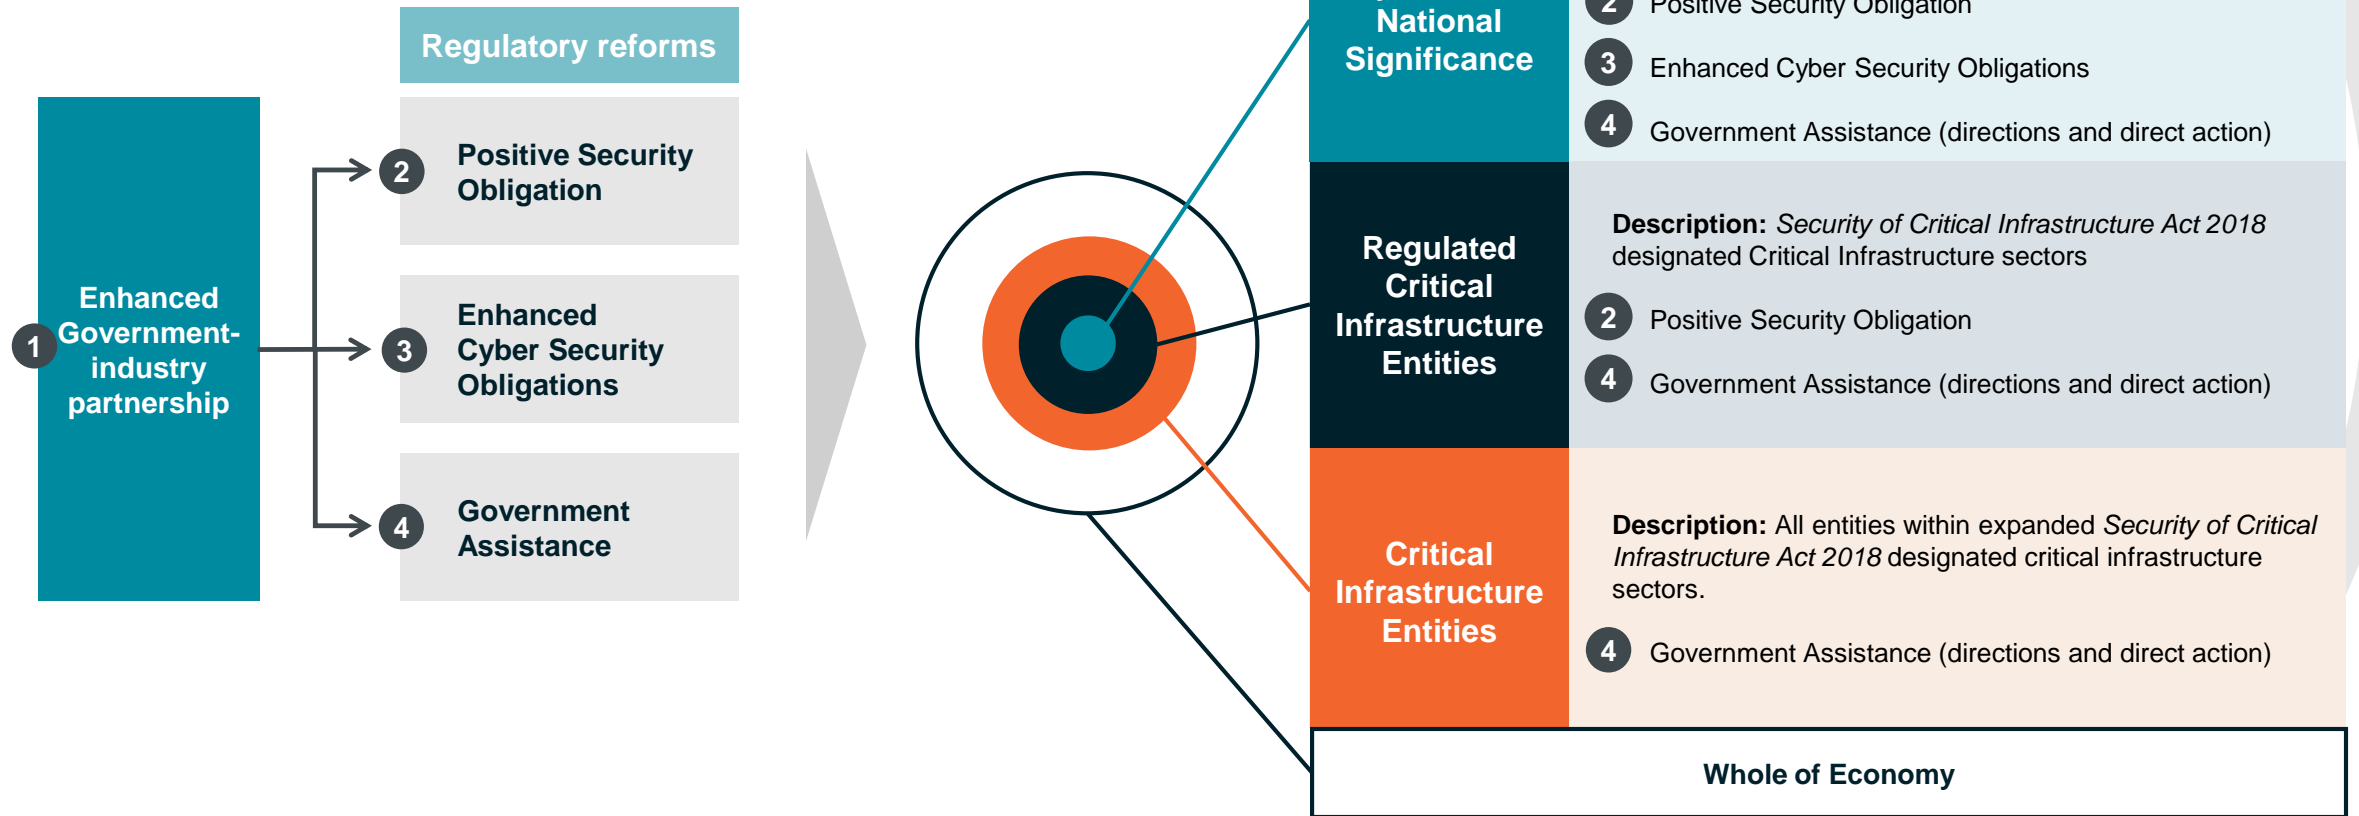 Regulatory reforms
1
Enhanced
Government-
industry
partnership
2
Positive Security
Obligation
3
Enhanced
Cyber Security
Obligations
4
Government
Assistance
National
Significance
2 Positive Security Obligation
3 Enhanced Cyber Security Obligations
4 Government Assistance (directions and direct action)
Regulated
Critical
Infrastructure
Entities
Description: Security of Critical Infrastructure Act 2018
designated Critical Infrastructure sectors
2 Positive Security Obligation
4 Government Assistance (directions and direct action)
Critical
Infrastructure
Entities
Description: All entities within expanded Security of Critical
Infrastructure Act 2018 designated critical infrastructure
sectors.
4 Government Assistance (directions and direct action)
Whole of Economy